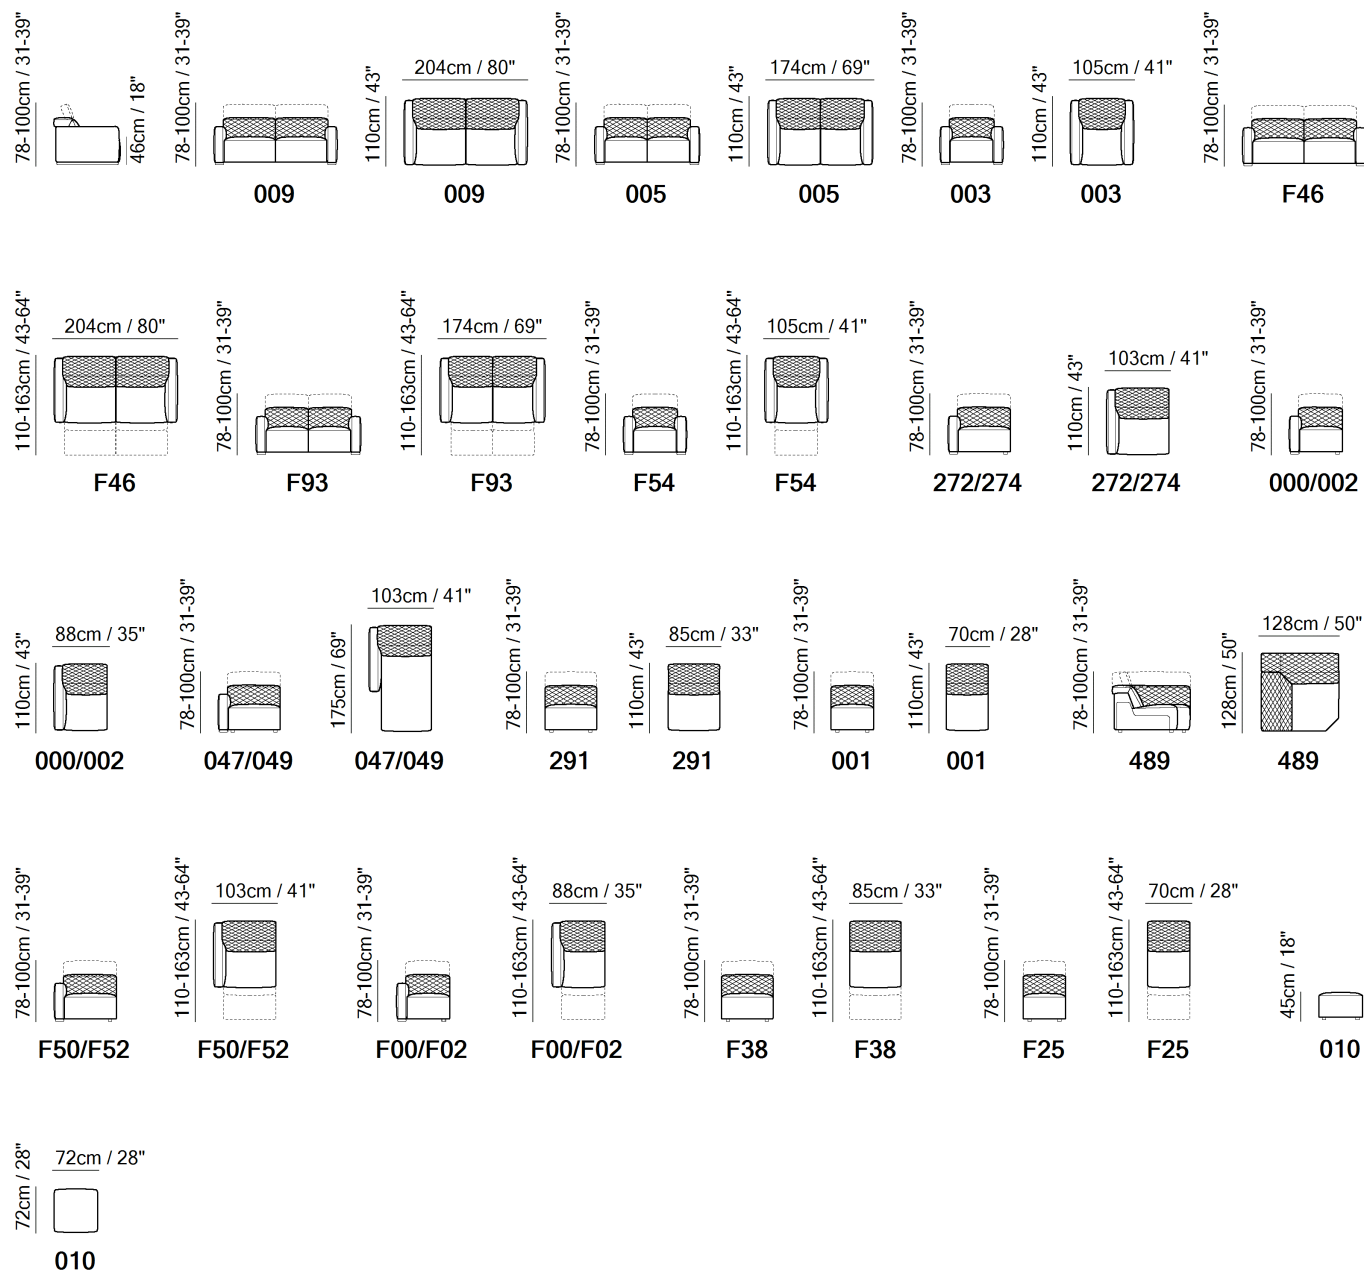 78-100cm / 31-39"
46cm / 18"
78-100cm / 31-39"
009
110cm / 43"
204cm / 80"
009
78-100cm / 31-39"
005
110cm / 43"
174cm / 69"
005
78-100cm / 31-39"
003
110cm / 43"
105cm / 41"
003
78-100cm / 31-39"
F46
110-163cm / 43-64"
204cm / 80"
F46
78-100cm / 31-39"
F93
110-163cm / 43-64"
174cm / 69"
F93
78-100cm / 31-39"
F54
110-163cm / 43-64"
105cm / 41"
F54
78-100cm / 31-39"
272/274
110cm / 43"
103cm / 41"
272/274
78-100cm / 31-39"
000/002
110cm / 43"
88cm / 35"
000/002
78-100cm / 31-39"
047/049
175cm / 69"
103cm / 41"
047/049
78-100cm / 31-39"
291
110cm / 43"
85cm / 33"
291
78-100cm / 31-39"
001
110cm / 43"
70cm / 28"
001
78-100cm / 31-39"
489
128cm / 50"
128cm / 50"
489
78-100cm / 31-39"
F50/F52
110-163cm / 43-64"
103cm / 41"
F50/F52
78-100cm / 31-39"
F00/F02
110-163cm / 43-64"
88cm / 35"
F00/F02
78-100cm / 31-39"
F38
110-163cm / 43-64"
85cm / 33"
F38
78-100cm / 31-39"
F25
110-163cm / 43-64"
70cm / 28"
F25
45cm / 18"
010
72cm / 28"
72cm / 28"
010